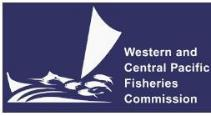 Western and
Central Pacific
Fisheries
Commission